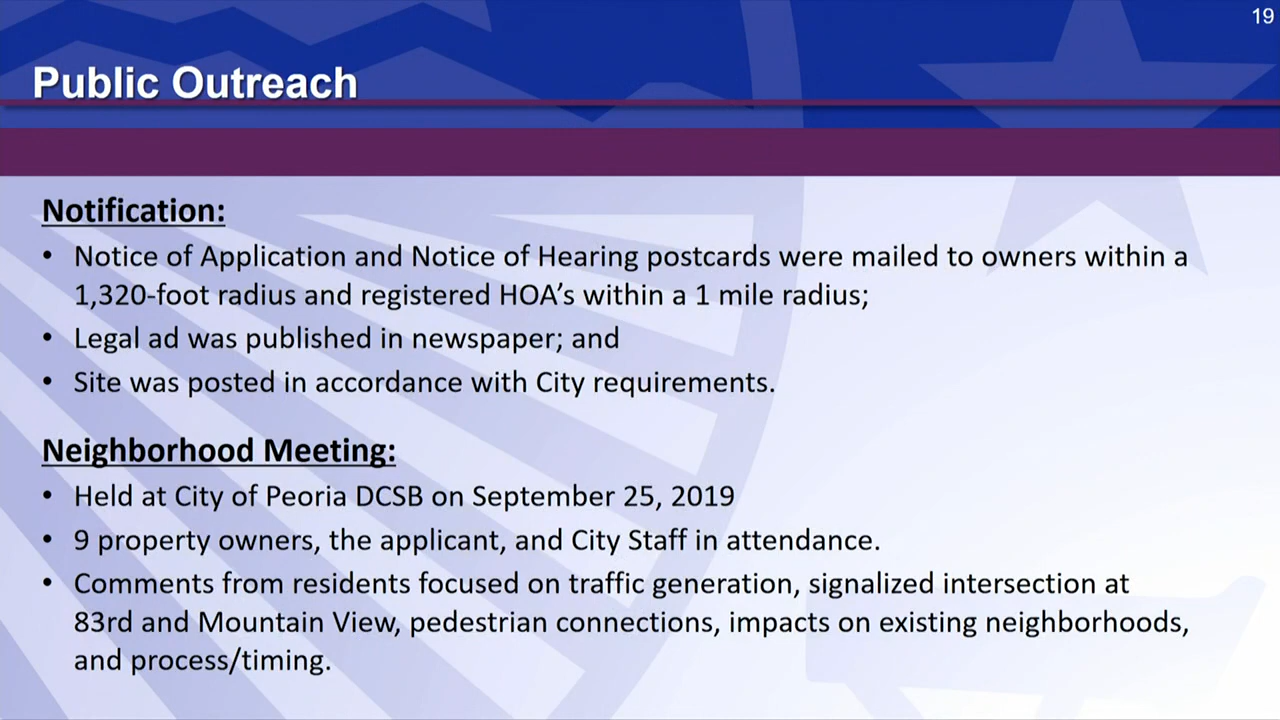 19
Public Outreach
Notification:
• Notice of Application and Notice of Hearing postcards were mailed to owners within a
1,320-foot radius and registered HOA’s within a 1 mile radius;
• Legal ad was published in newspaper; and
• Site was posted in accordance with City requirements.
Neighborhood Meeting:
• Held at City of Peoria DCSB on September 25, 2019
• 9 property owners, the applicant, and City Staff in attendance.
• Comments from residents focused on traffic generation, signalized intersection at
83rd and Mountain View, pedestrian connections, impacts on existing neighborhoods,
and process/timing.